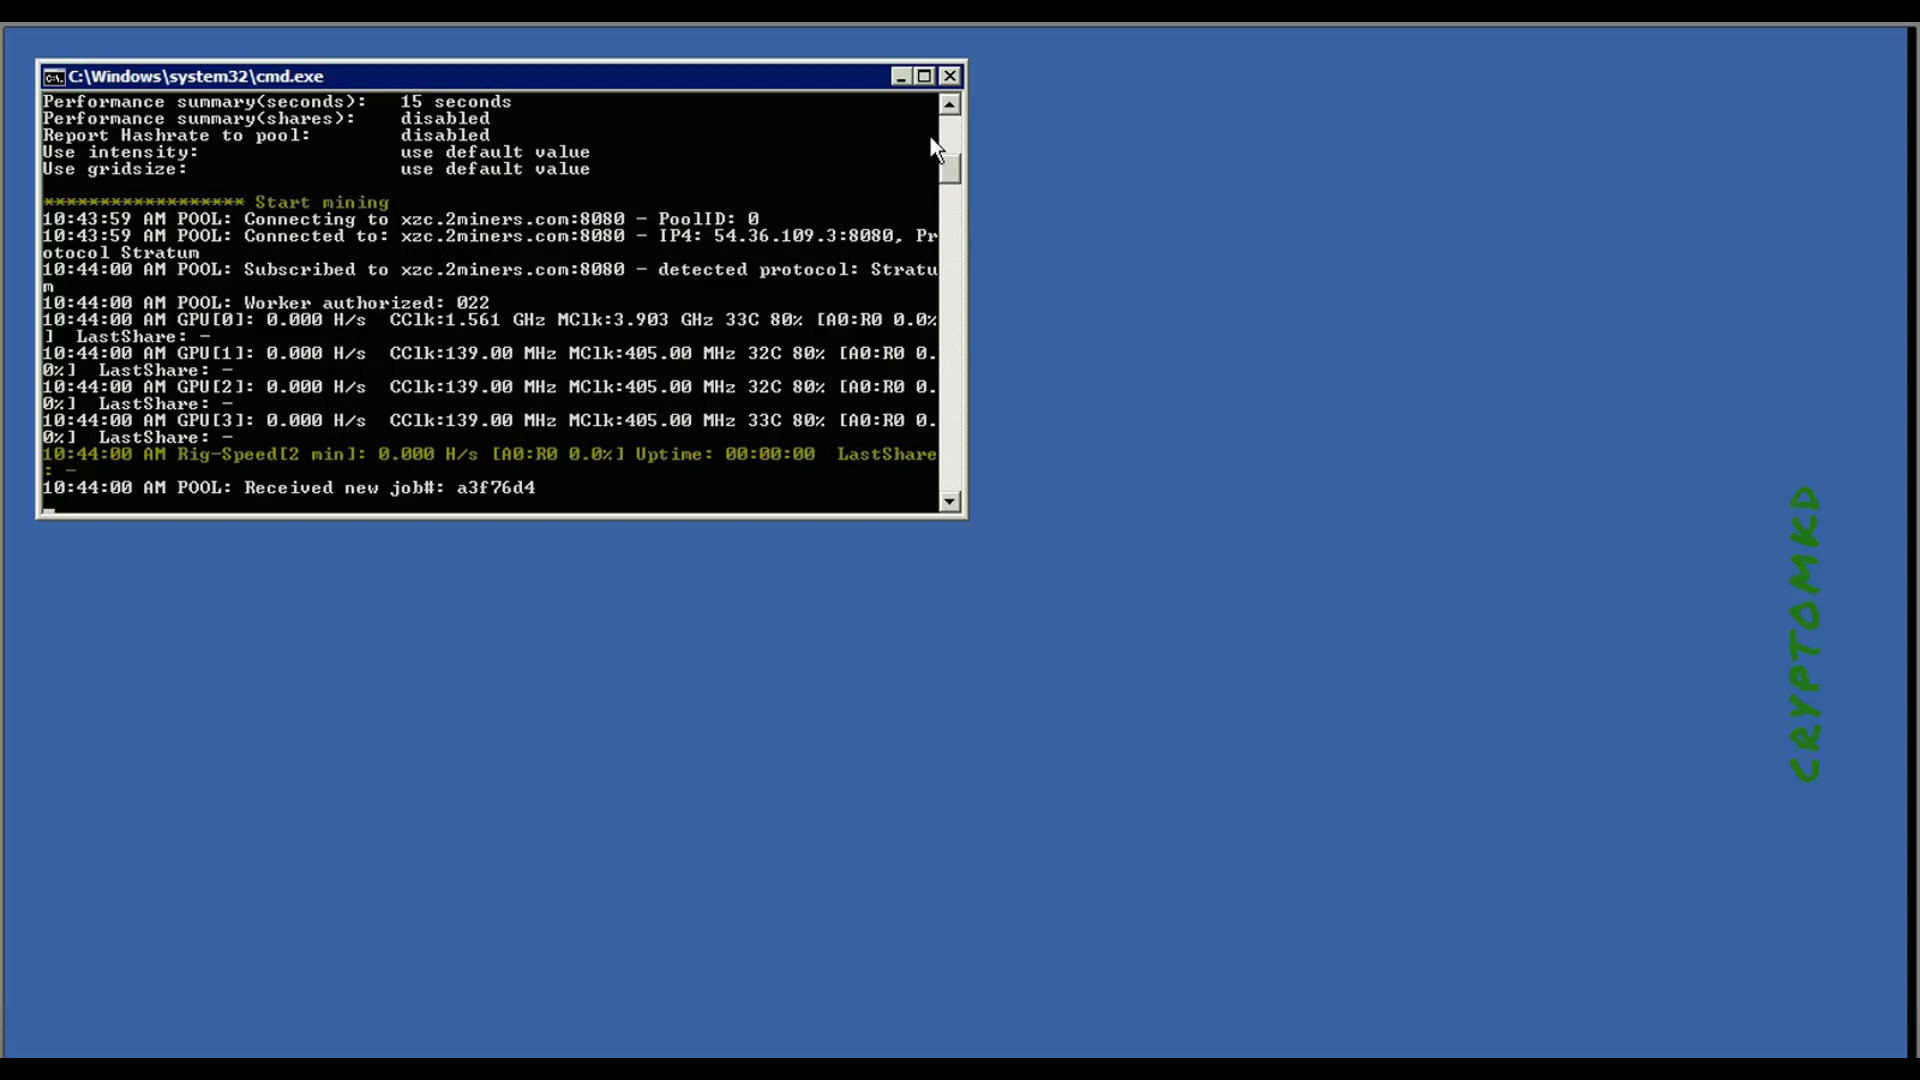 C:\Windows\system32\cmd.exe
Performance summary(seconds): 15 seconds
Performance summary(shares): disabled
Report Hashrate to pool: disabled
Use intensity: use default value
Use gridsize: use default value
****************** Start mining
10:43:59 AM POOL: Connecting to xzc.2miners.com:8080 - PoolID: 0
10:43:59 AM POOL: Connected to: xzc.2miners.com:8080 - IP4: 54.36.109.3:8080, Pr
otocol Stratum
10:44:00 AM POOL: Subscribed to xzc.2miners.com:8080 - detected protocol: Stratu
m
10:44:00 AM POOL: Worker authorized: 022
10:44:00 AM GPU[0]: 0.000 H/s CClk:1.561 GHz MClk:3.903 GHz 33C 80% [A0:R0 0.0%
] LastShare: -
10:44:00 AM GPU[1]: 0.000 H/s CClk:139.00 MHz MClk:405.00 MHz 32C 80% [A0:R0 0.
0%] LastShare: -
10:44:00 AM GPU[2]: 0.000 H/s CClk:139.00 MHz MClk:405.00 MHz 32C 80% [A0:R0 0.
0%] LastShare: -
10:44:00 AM GPU[3]: 0.000 H/s CClk:139.00 MHz MClk:405.00 MHz 33C 80% [A0:R0 0.
0%] LastShare: -
10:44:00 AM Rig-Speed[2 min]: 0.000 H/s [A0:R0 0.0%] Uptime: 00:00:00 LastShare
: -
10:44:00 AM POOL: Received new job#: a3f76d4
CRYPTOMKD